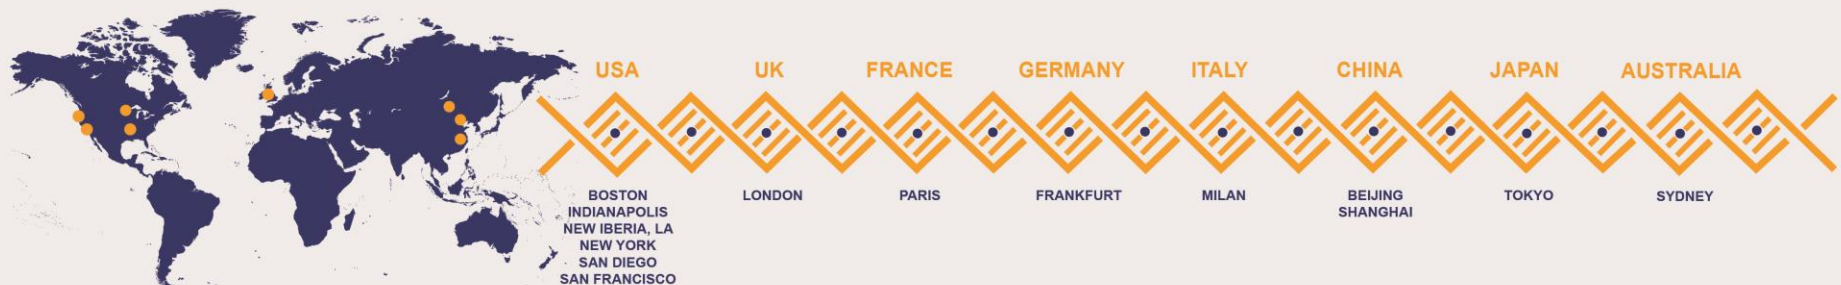 USA
BOSTON
INDIANAPOLIS
NEW IBERIA, LA
NEW YORK
SAN DIEGO
SAN FRANCISCO
UK
LONDON
FRANCE
PARIS
GERMANY
FRANKFURT
ITALY
MILAN
CHINA
BEIJING
SHANGHAI
JAPAN
TOKYO
AUSTRALIA
SYDNEY